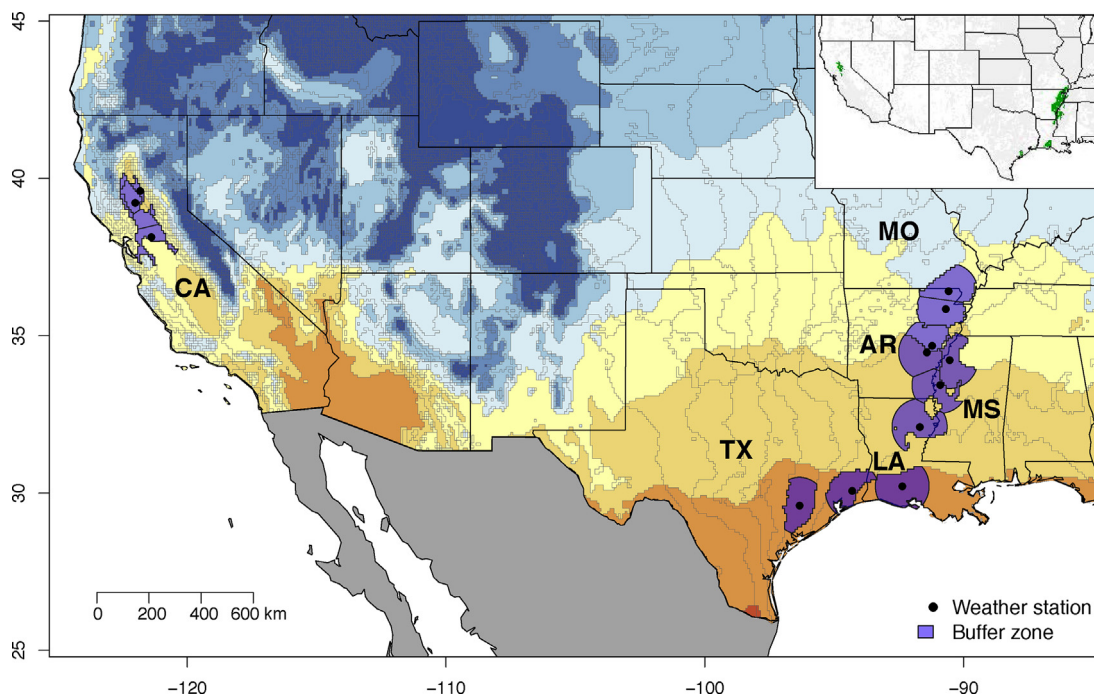 45
40
35
30
25
MO
CA
AR
MS
TX
LA
0 200 400 600 km
Weather station
Buffer zone
−120 −110 −100 −90